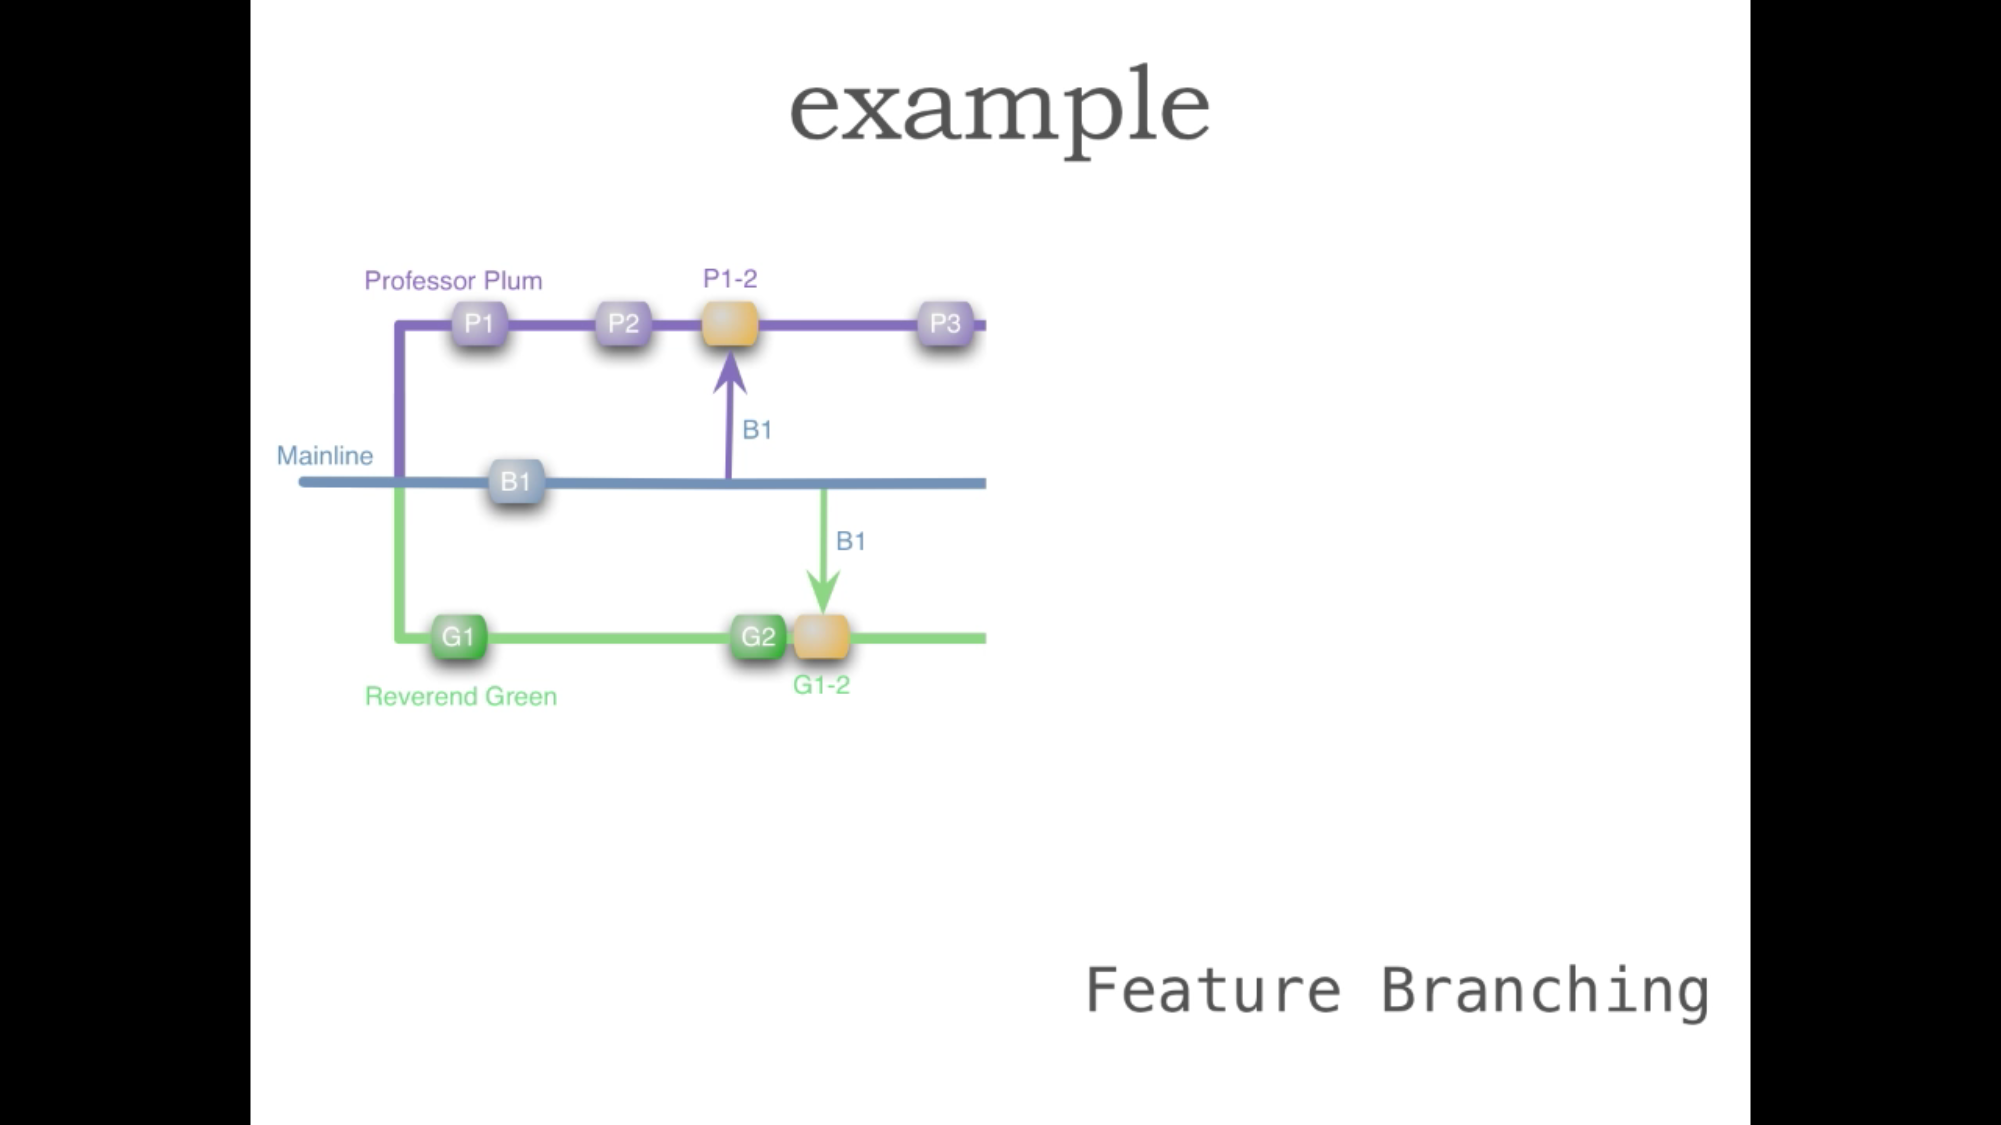 example
Professor Plum
P1-2
P1
P2
P3
B1
Mainline
B1
B1
G1
G2
G1-2
Reverend Green
Feature Branching